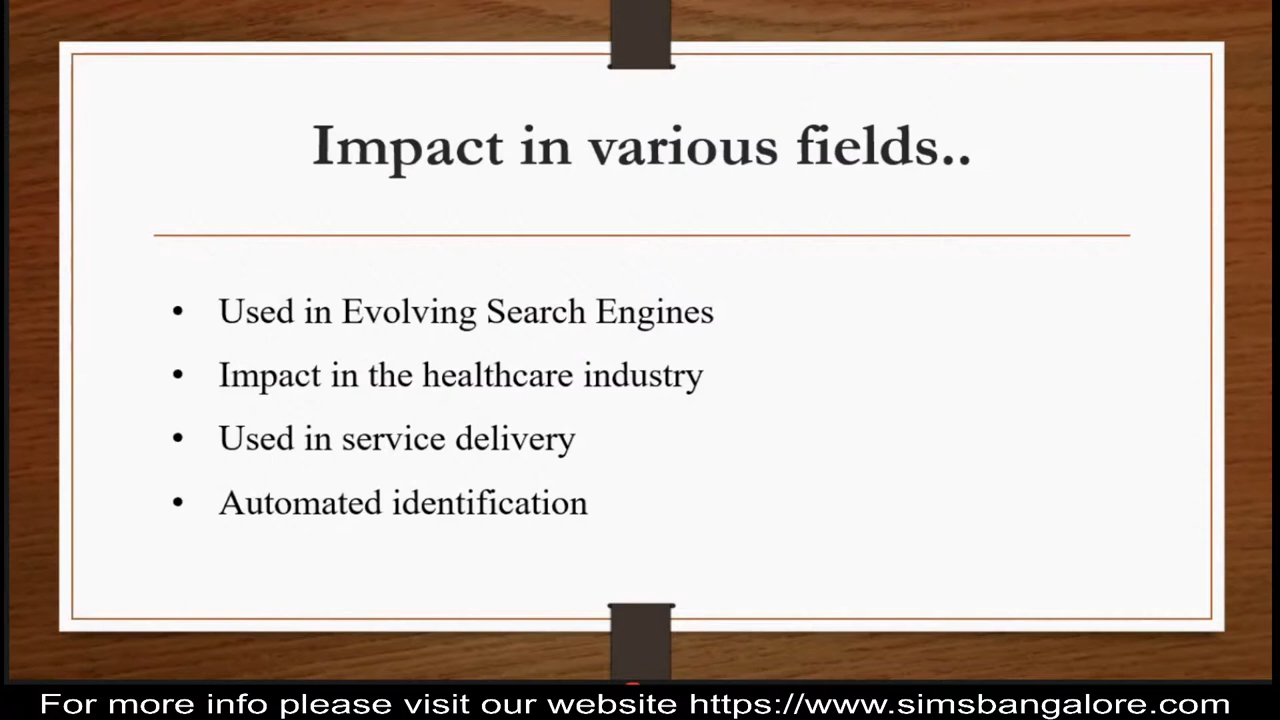 Impact in various fields..
• Used in Evolving Search Engines
• Impact in the healthcare industry
• Used in service delivery
• Automated identification
For more info please visit our website https://www.simsbangalore.com